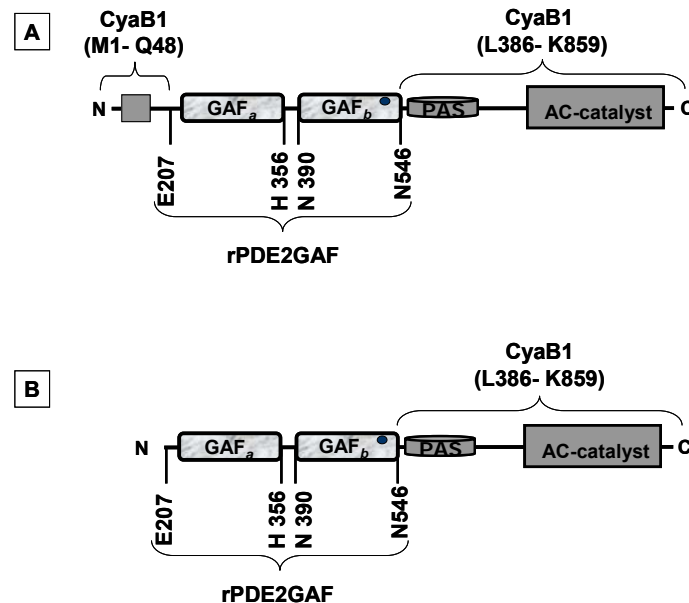 A
CyaB1
(M1- Q48)
CyaB1
(L386- K859)
N
GAFa
GAFb
PAS
AC-catalyst
C
E207
H 356
N 390
N546
rPDE2GAF
B
CyaB1
(L386- K859)
N
GAFa
GAFb
PAS
AC-catalyst
C
E207
H 356
N 390
N546
rPDE2GAF